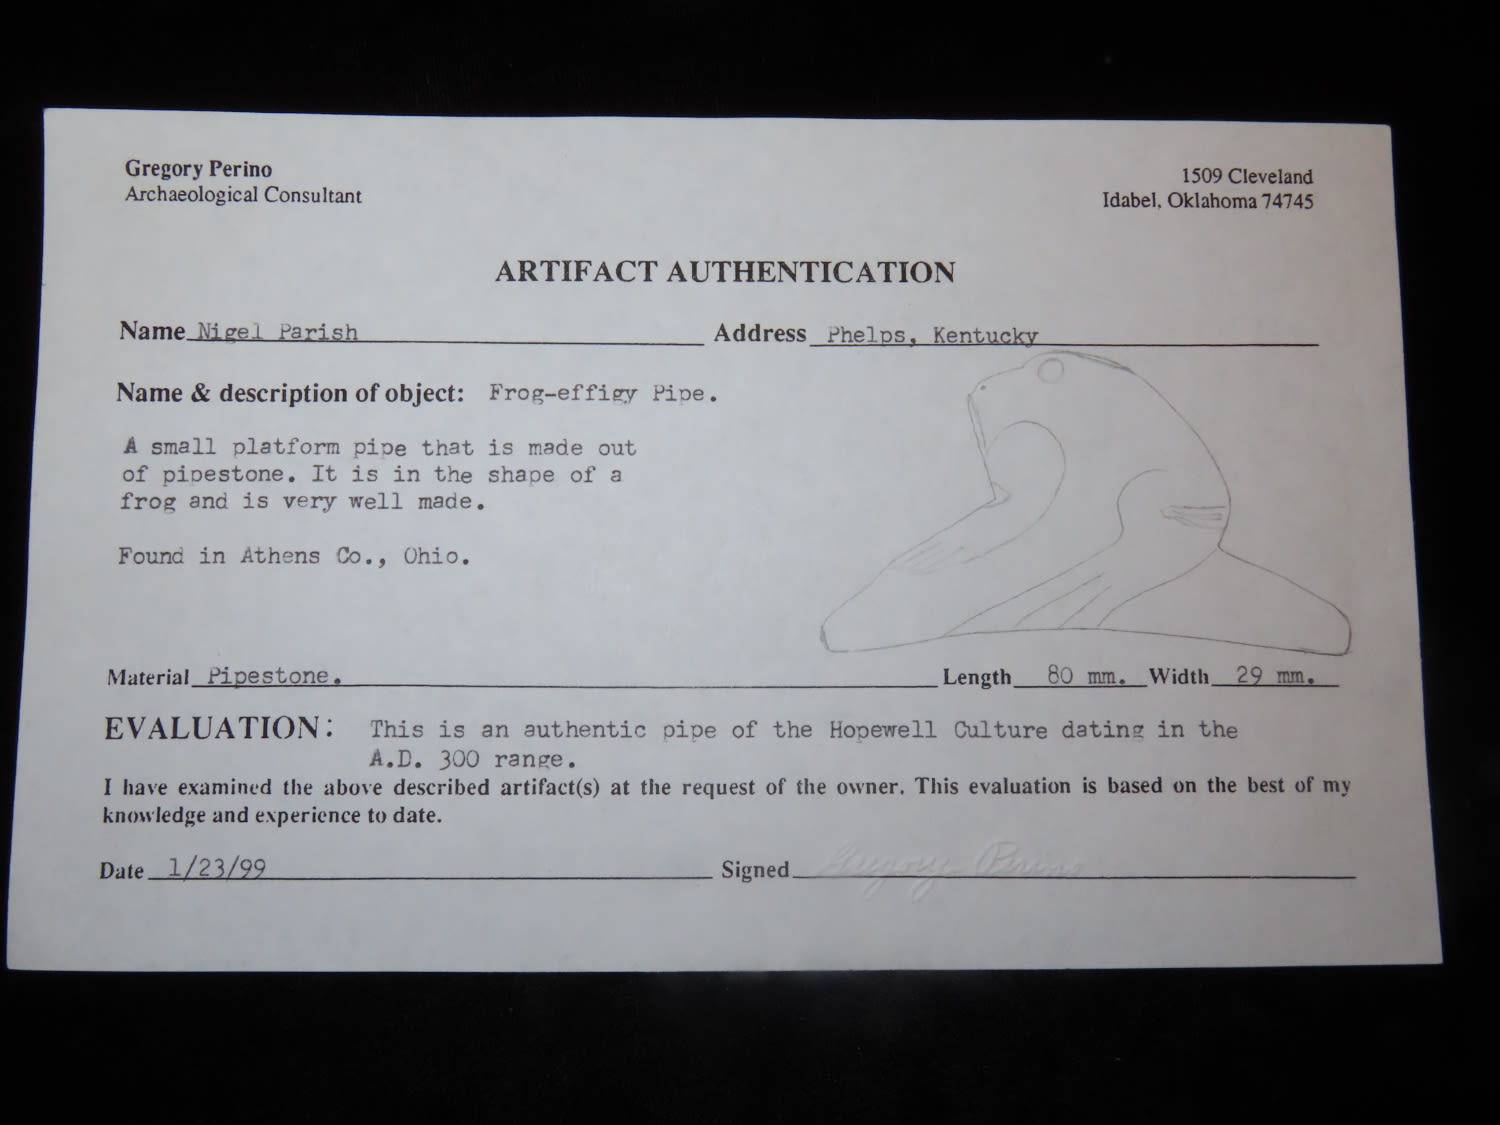 Gregory Perino
Archaeological Consultant
1509 Cleveland
Idabel, Oklahoma 74745
ARTIFACT AUTHENTICATION
Name Nigel Parish Address Phelps, Kentucky
Name & description of object: Frog-effigy Pipe.
A small platform pipe that is made out
of pipestone. It is in the shape of a
frog and is very well made.
Found in Athens Co., Ohio.
Material Pipestone. Length 80 mm. Width 29 mm.
EVALUATION: This is an authentic pipe of the Hopewell Culture dating in the
A.D. 300 range.
I have examined the above described artifact(s) at the request of the owner. This evaluation is based on the best of my
knowledge and experience to date.
Date 1/23/99 Signed Gregory Perino